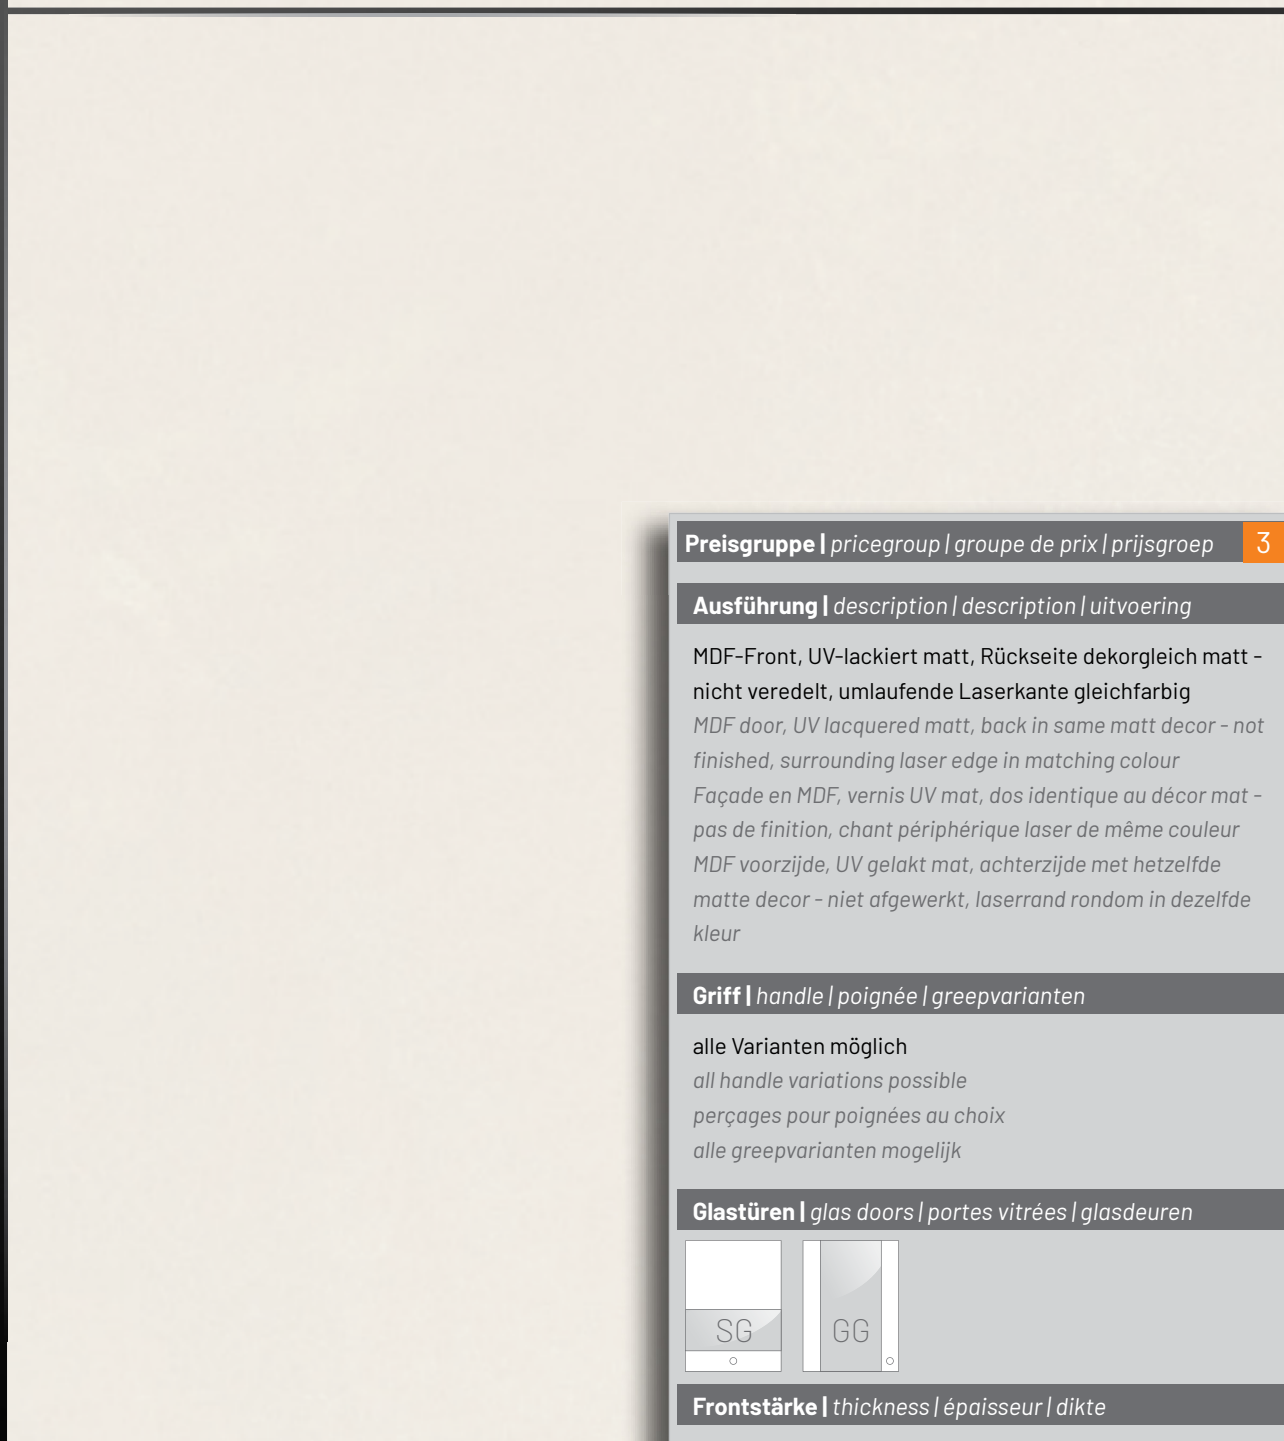 Preisgruppe | pricegroup | groupe de prix | prijsgroep 3
Ausführung | description | description | uitvoering
MDF-Front, UV-lackiert matt, Rückseite dekorgleich matt -
nicht veredelt, umlaufende Laserkante gleichfarbig
MDF door, UV lacquered matt, back in same matt decor - not
finished, surrounding laser edge in matching colour
Façade en MDF, vernis UV mat, dos identique au décor mat -
pas de finition, chant périphérique laser de même couleur
MDF voorzijde, UV gelakt mat, achterzijde met hetzelfde
matte decor - niet afgewerkt, laserrand rondom in dezelfde
kleur
Griff | handle | poignée | greepvarianten
alle Varianten möglich
all handle variations possible
perçages pour poignées au choix
alle greepvarianten mogelijk
Glastüren | glas doors | portes vitrées | glasdeuren
SG GG
Frontstärke | thickness | épaisseur | dikte